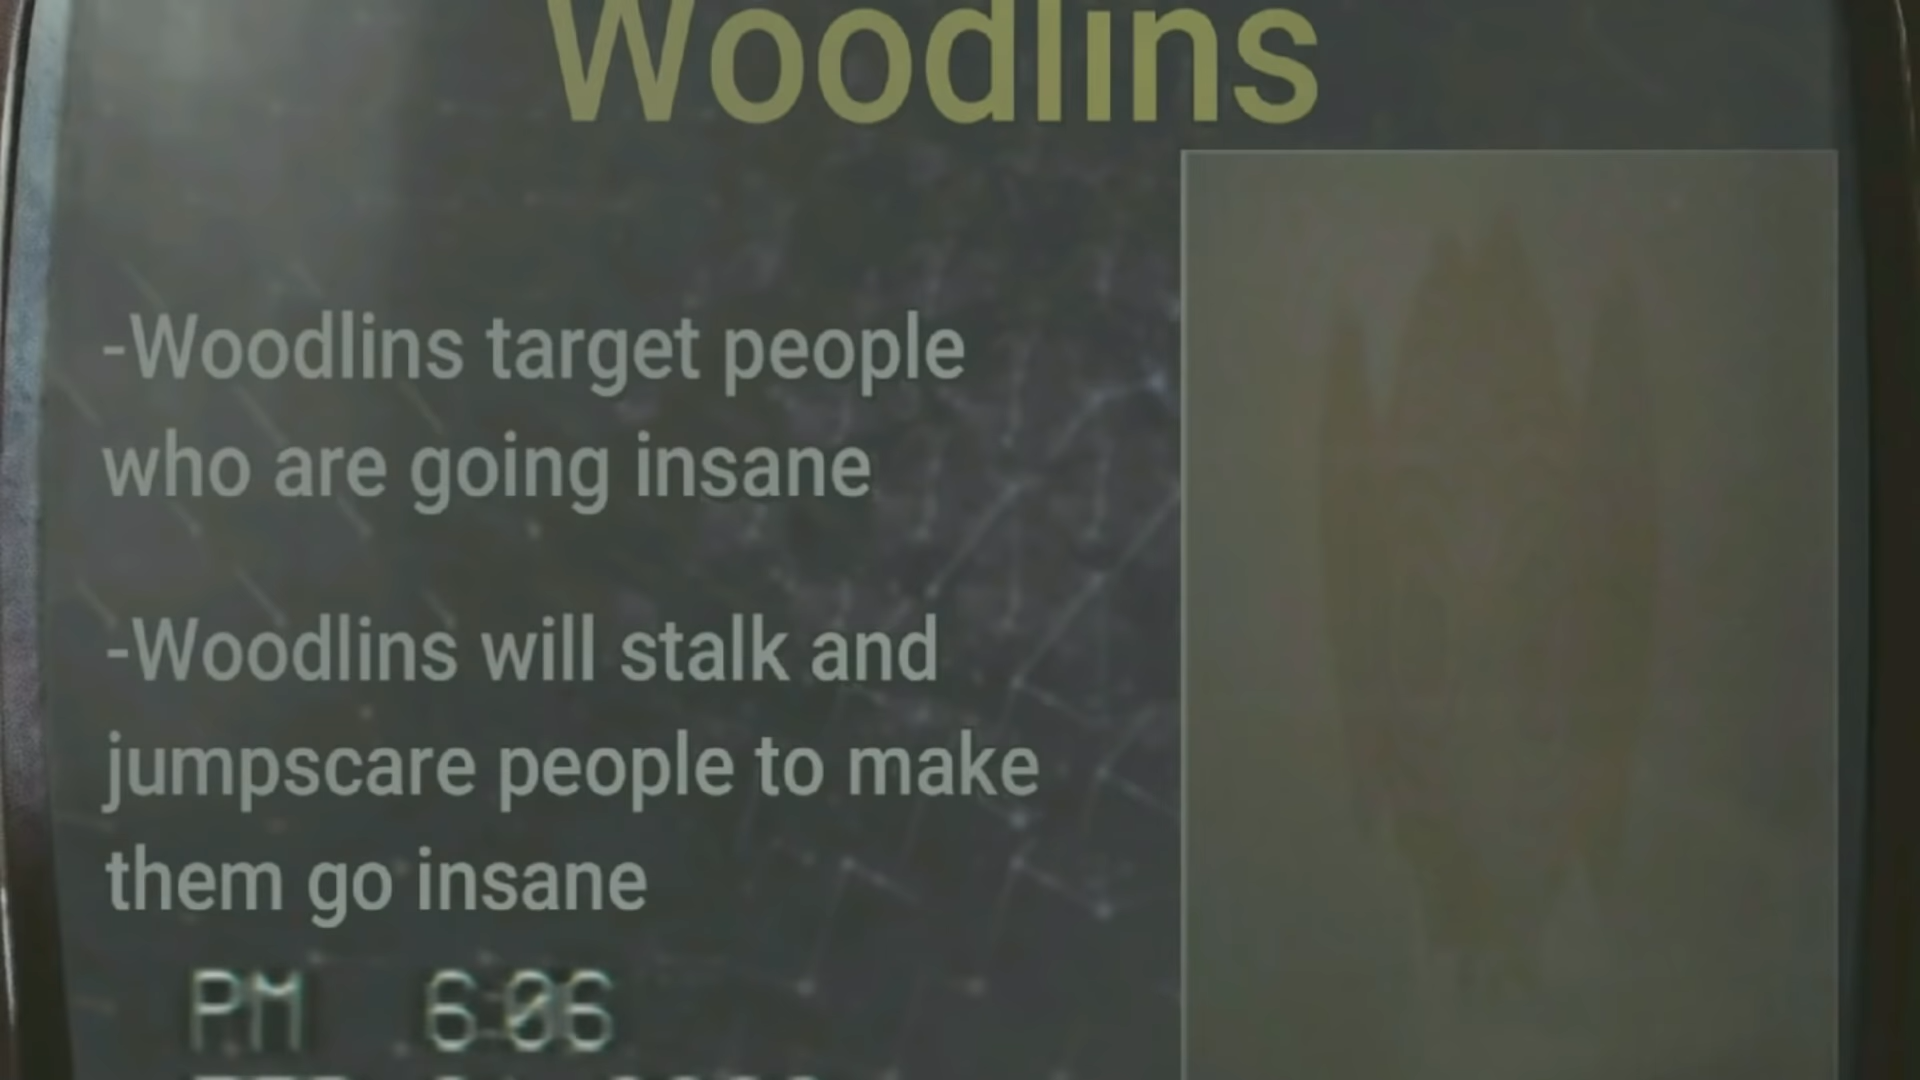 Woodlins
-Woodlins target people
who are going insane
-Woodlins will stalk and
jumpscare people to make
them go insane
PM 6:06